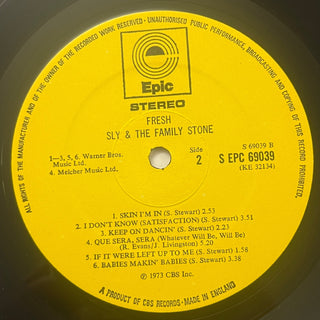 ALL RIGHTS OF THE MANUFACTURER AND OF THE OWNER OF THE RECORDED WORK RESERVED · UNAUTHORISED PUBLIC PERFORMANCE, BROADCASTING AND COPYING OF THIS RECORD PROHIBITED.
Epic
STEREO
FRESH
SLY & THE FAMILY STONE
1—3, 5, 6. Warner Bros.
Music Ltd.
4. Melcher Music Ltd.
Side
2
S 69039 B
S EPC 69039
(KE 32134)
1. SKIN I'M IN (S. Stewart) 2.53
2. I DON'T KNOW (SATISFACTION) (S. Stewart) 3.51
3. KEEP ON DANCIN' (S. Stewart) 2.23
4. QUE SERA, SERA (Whatever Will Be, Will Be)
(R. Evans/J. Livingston) 5.20
5. IF IT WERE LEFT UP TO ME (S. Stewart) 1.58
6. BABIES MAKIN' BABIES (S. Stewart) 3.38
℗ 1973 CBS Inc.
A PRODUCT OF CBS RECORDS · MADE IN ENGLAND